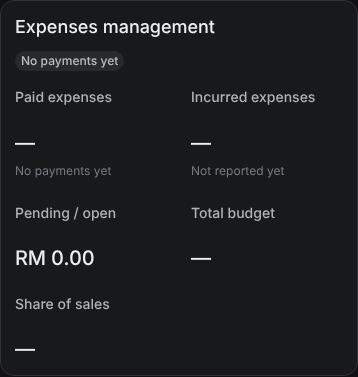 Expenses management
No payments yet
Paid expenses
Incurred expenses
—
—
No payments yet
Not reported yet
Pending / open
Total budget
RM 0.00
—
Share of sales
—